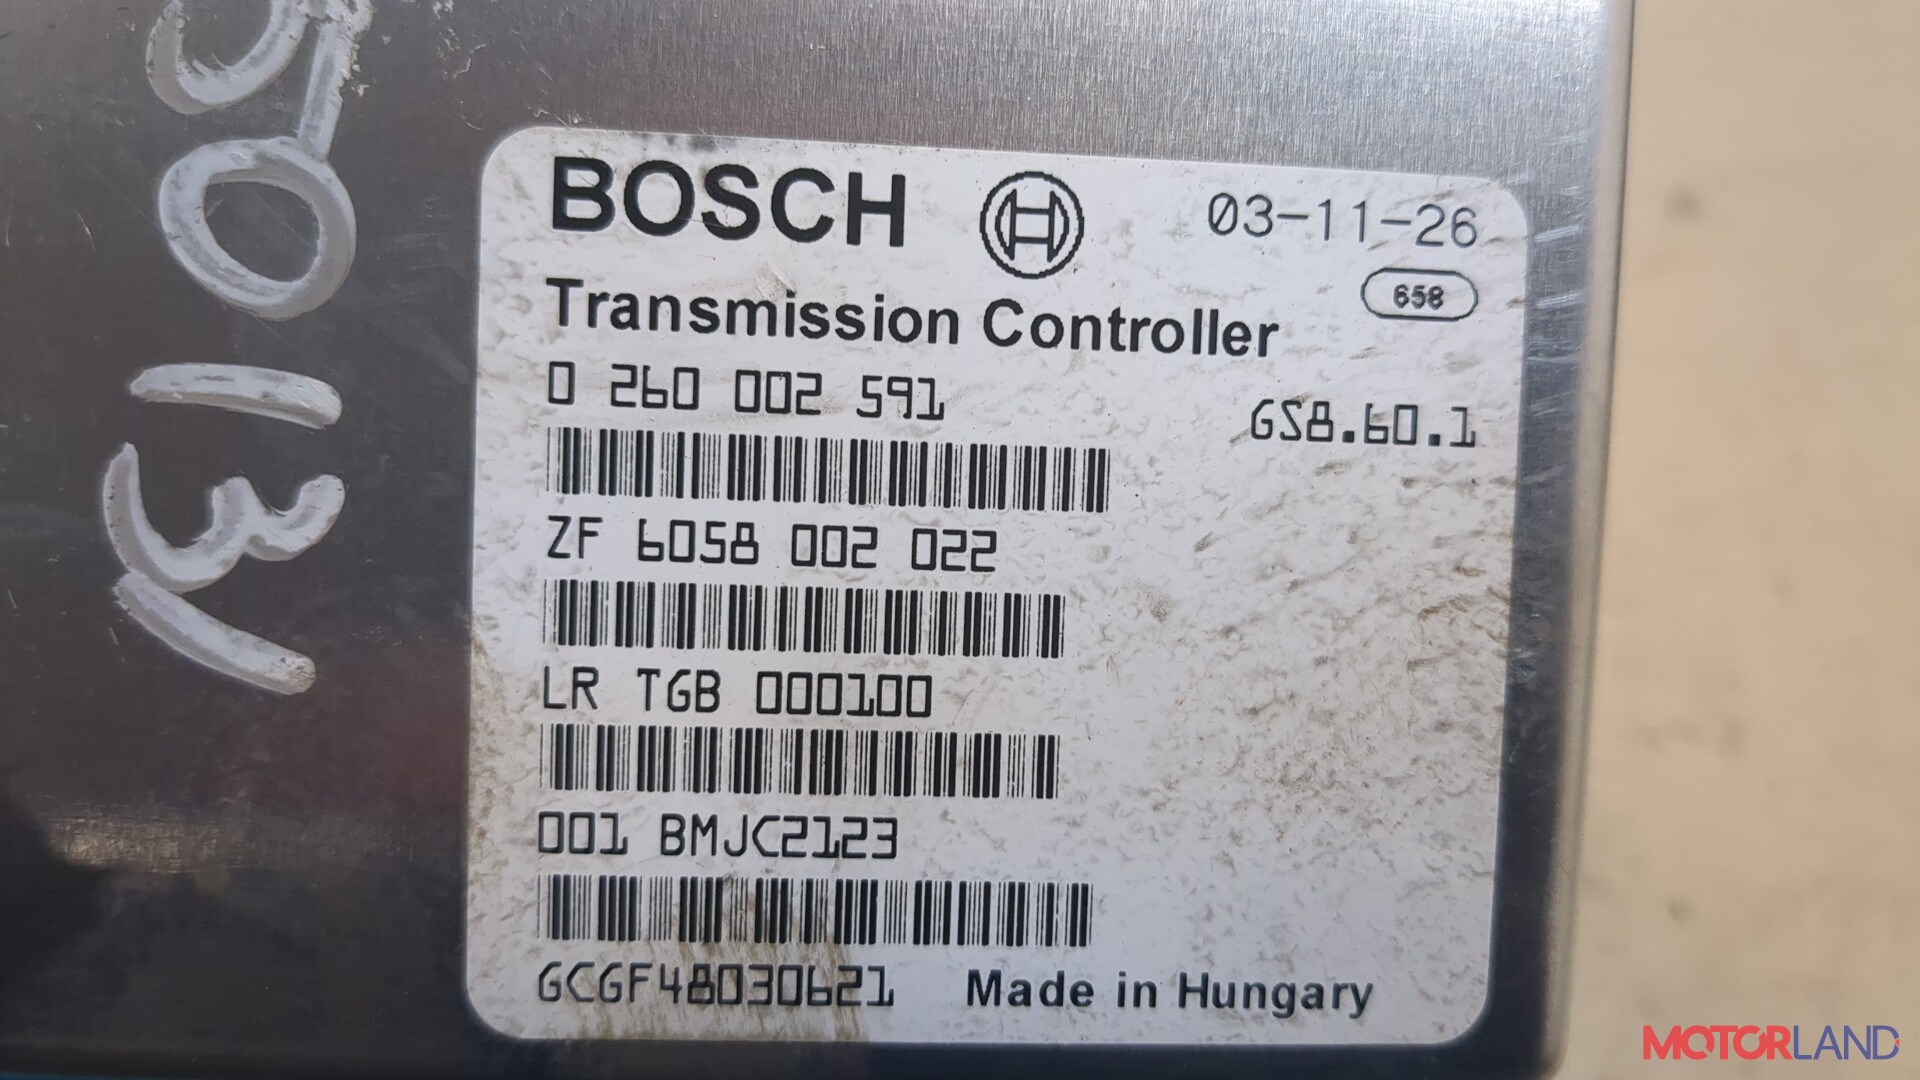 BOSCH 03-11-26
658
Transmission Controller
0 260 002 591 GS8.60.1
ZF 6058 002 022
LR TGB 000100
001 BMJC2123
GCGF48030621 Made in Hungary
MOTORLAND